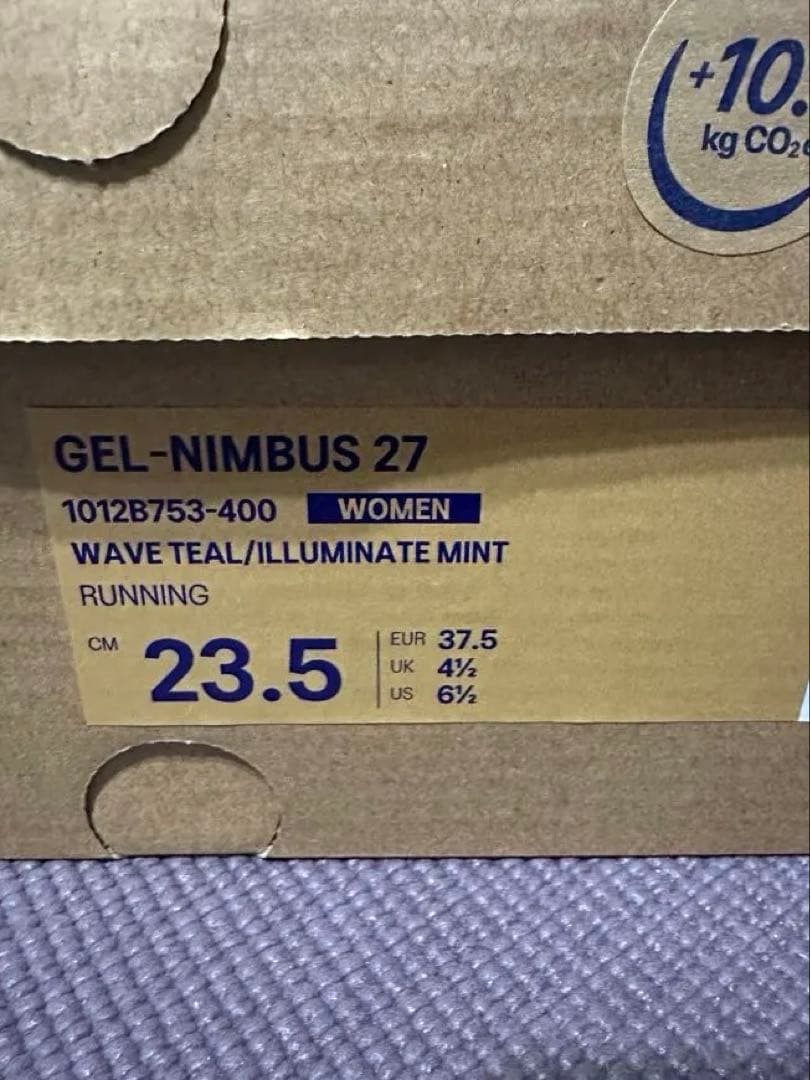 +10.
kg CO₂e
GEL-NIMBUS 27
1012B753-400 WOMEN
WAVE TEAL/ILLUMINATE MINT
RUNNING
CM 23.5
EUR 37.5
UK 4½
US 6½